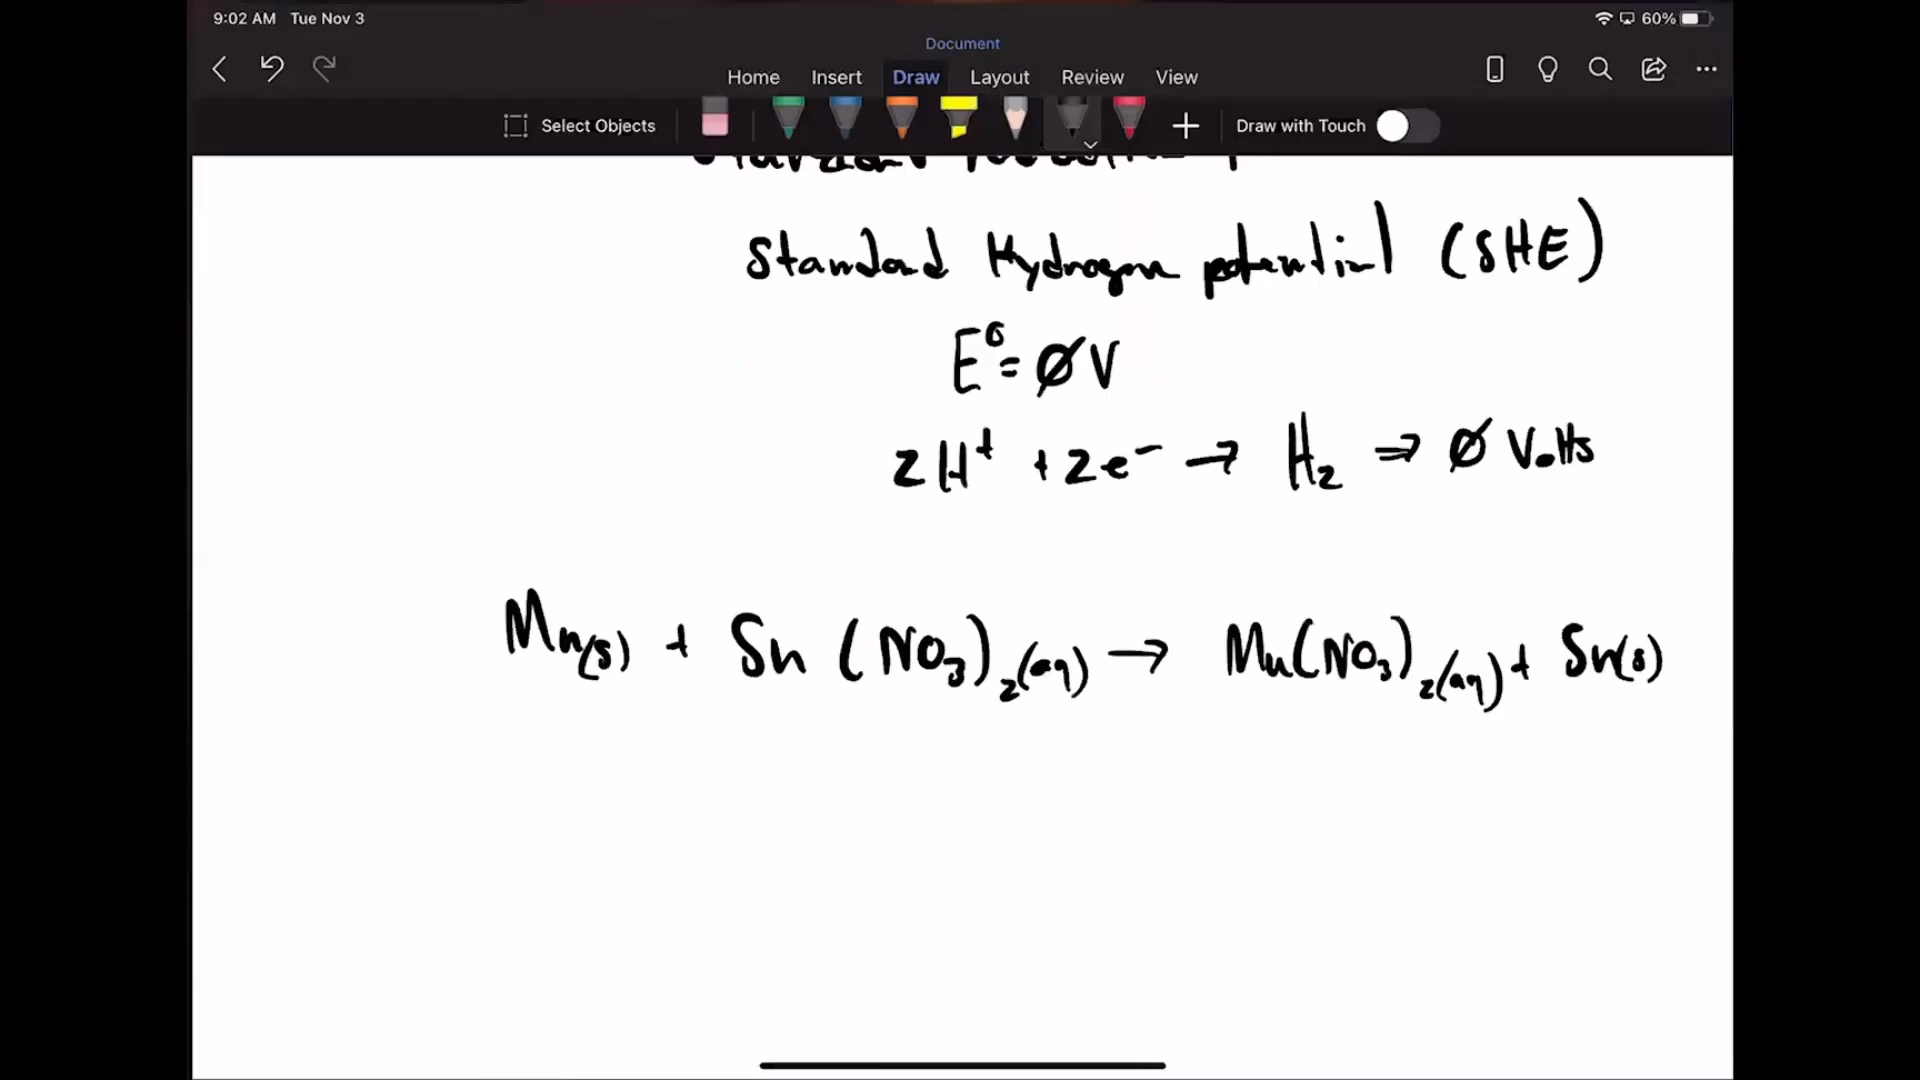 9:02 AM Tue Nov 3 60%
Document
Home Insert Draw Layout Review View
Select Objects Draw with Touch
Standard Hydrogen potential (SHE)
E⁰ = ∅ V
2H⁺ + 2e⁻ → H₂ ⇒ ∅ Volts
Mn(s) + Sn(NO₃)₂(aq) → Mn(NO₃)₂(aq) + Sn(s)